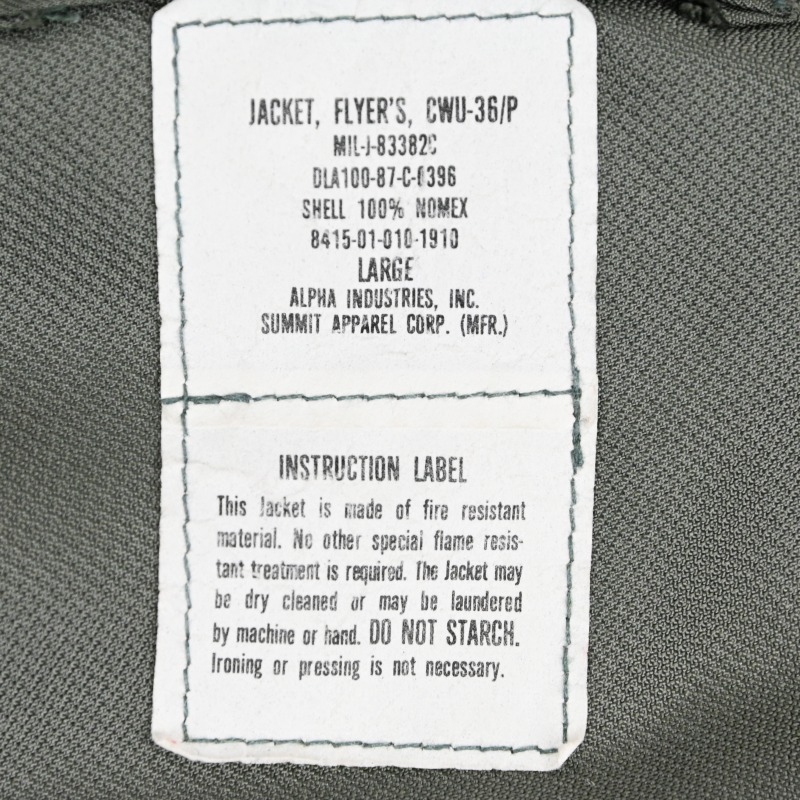 JACKET, FLYER'S, CWU-36/P
MIL-J-83382C
DLA100-87-C-0396
SHELL 100% NOMEX
8415-01-010-1910
LARGE
ALPHA INDUSTRIES, INC.
SUMMIT APPAREL CORP. (MFR.)
INSTRUCTION LABEL
This Jacket is made of fire resistant
material. No other special flame resis-
tant treatment is required. The Jacket may
be dry cleaned or may be laundered
by machine or hand. DO NOT STARCH.
Ironing or pressing is not necessary.